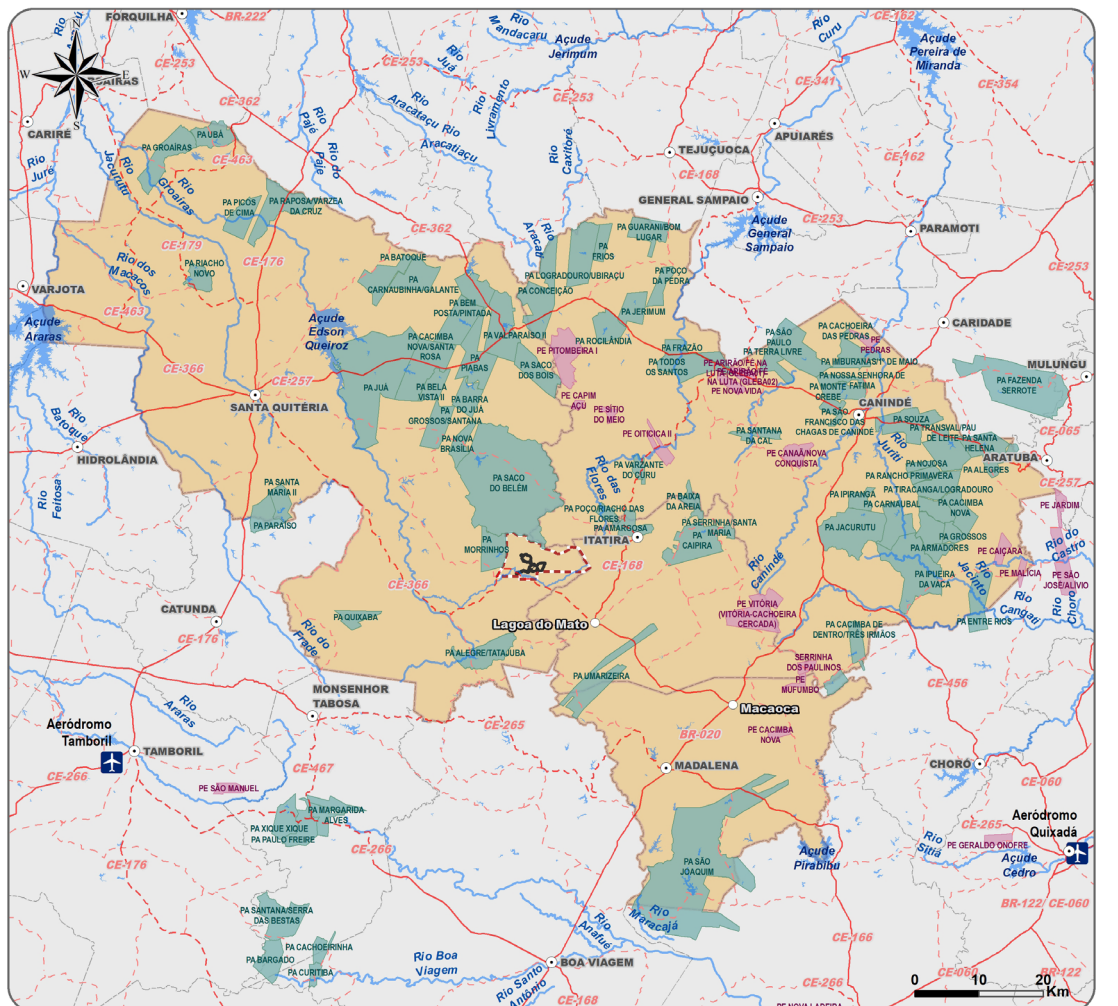 FORQUILHA
BR-222
Rio
Mandacaru
Açude
Jerimum
Rio
Curu
CE-162
Açude
Pereira de
Miranda
N
W
E
S
CE-253
CE-362
CE-253
Rio
Juá
Rio
Livramento
CE-253
CE-341
CE-354
CARIRÉ
Rio
Juré
Rio
Jacurutu
PA UBÁ
PA GROAÍRAS
CE-463
Rio
Groaíras
Rio
Pajé
Rio do
Pajé
Rio
Aracatiaçu
Rio
Aracatiaçu
Rio
Caxitoré
APUIARÉS
TEJUÇUOCA
CE-168
CE-162
GENERAL SAMPAIO
CE-253
Açude
General
Sampaio
PARAMOTI
CE-253
PA PICOS
DE CIMA
PA RAPOSA/VARZEA
DA CRUZ
CE-362
CE-179
CE-176
Rio dos
Macacos
PA RIACHO
NOVO
PA BATOQUE
PA
CARNAUBINHA/GALANTE
PA GUARANI/BOM
LUGAR
PA
FRIOS
PA LOGRADOURO/UBIRAÇU
PA CONCEIÇÃO
PA POÇO
DA PEDRA
PA JERIMUM
VARJOTA
Açude
Araras
CE-463
CE-366
Açude
Edson
Queiroz
PA BEM
POSTA/PINTADA
PA VALPARAISO II
PA ROCILÂNDIA
PA CACIMBA
NOVA/SANTA
ROSA
PE PITOMBEIRA I
PA SACO
DOS BOIS
PA
PIABAS
PA FRAZÃO
PA TODOS
OS SANTOS
PA SÃO
PAULO
PA TERRA LIVRE
PA CACHOEIRA
DAS PEDRAS
PE
PEDRAS
CARIDADE
MULUNGU
PA FAZENDA
SERROTE
PA IMBURANAS/1º DE MAIO
PA NOSSA SENHORA DE
FATIMA
PA MONTE
CREBE
NA LUTA (GLEBA02)
PE NOVA VIDA
CE-257
SANTA QUITÉRIA
PA JUÁ
PA BELA
VISTA II
PA BARRA
DO JUÁ
PA
GROSSOS/SANTANA
PA NOVA
BRASILIA
PE CAPIM
AÇU
PE SÍTIO
DO MEIO
PE OITICICA II
PA SANTANA
DA CAL
PA SÃO
FRANCISCO DAS
CHAGAS DE CANINDÉ
CANINDÉ
PA SOUZA
PA TRANSVAL/PAU
DE LEITE
PA SANTA
HELENA
CE-065
ARATUBA
CE-257
Rio
Batoque
HIDROLÂNDIA
Rio
Feitosa
PA SACO
DO BELÉM
PA VARZANTE
DO CURU
Rio das
Flores
PE CANAÃ/NOVA
CONQUISTA
Rio
Juriti
PA NOJOSA
PA ALEGRES
PA RANCHO PRIMAVERA
PA TIRACANGA/LOGRADOURO
PA IPIRANGA
PA CARNAUBAL
PA CACIMBA
NOVA
PE JARDIM
PA SANTA
MARIA II
PA PARAÍSO
PA BAIXA
DA AREIA
PA POÇO/RIACHO DAS
FLORES
PA AMARGOSA
ITATIRA
PA SERRINHA/SANTA
MARIA
PA
CAIPIRA
PA JACURUTU
PA GROSSOS
PA ARMADORES
PE CAIÇARA
PE MALÍCIA
Rio do
Castro
PE SÃO
JOSÉ/ALIVIO
PA
MORRINHOS
CE-168
Rio
Canindé
PA IPUEIRA
DA VACA
Rio
Jacinto
Rio
Cangati
Rio
Choró
PA ENTRE RIOS
CE-366
CATUNDA
CE-176
PA QUIXABA
Rio do
Frade
Lagoa do Mato
PE VITÓRIA
(VITÓRIA-CACHOEIRA
CERCADA)
PA CACIMBA DE
DENTRO/TRÊS IRMÃOS
PA ALEGRE/TATAJUBA
PA UMARIZEIRA
SERRINHA
DOS PAULINOS
PE
MUFUMBO
CE-456
MONSENHOR
TABOSA
Rio
Araras
CE-265
Macaoca
BR-020
PE CACIMBA
NOVA
Aeródromo
Tamboril
TAMBORIL
CE-266
CE-467
PE SÃO MANUEL
MADALENA
CHORÓ
CE-060
PA MARGARIDA
ALVES
PA XIQUE XIQUE
PA PAULO FREIRE
CE-266
CE-176
Aeródromo
Quixadá
CE-265
PE GERALDO ONOFRE
Rio
Sitiá
Açude
Cedro
Açude
Pirabibu
PA SÃO
JOAQUIM
Rio
Maracajá
BR-122/ CE-060
PA SANTANA/SERRA
DAS BESTAS
PA CACHOEIRINHA
PA BARGADO
PA CURITIBA
Rio Boa
Viagem
Rio
Anafué
BOA VIAGEM
Rio Santo
Antônio
CE-168
CE-166
CE-266
CE-060
BR-122
0 10 20
Km